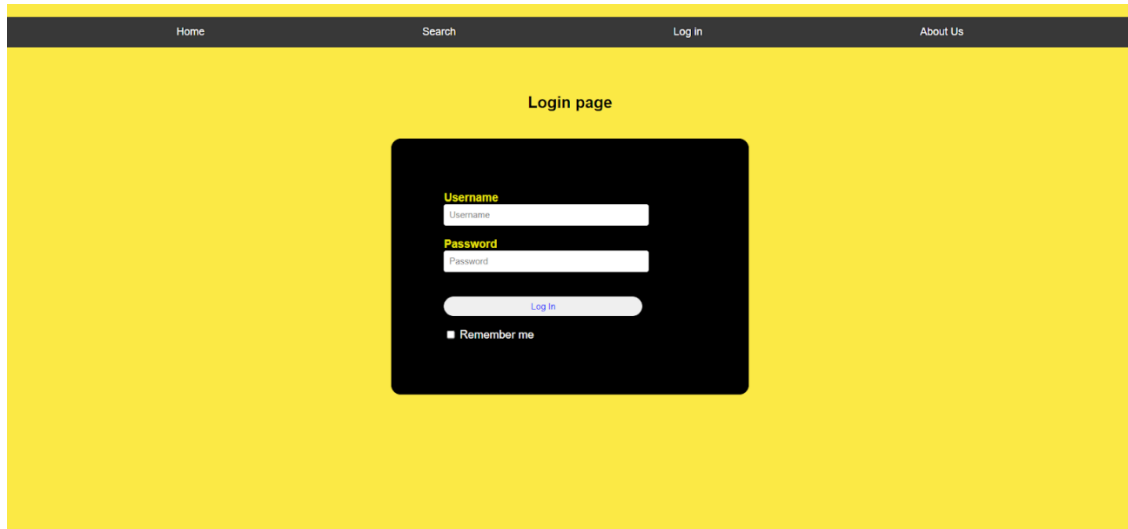 Home Search Log in About Us
Login page
Username
Username
Password
Password
Log In
Remember me